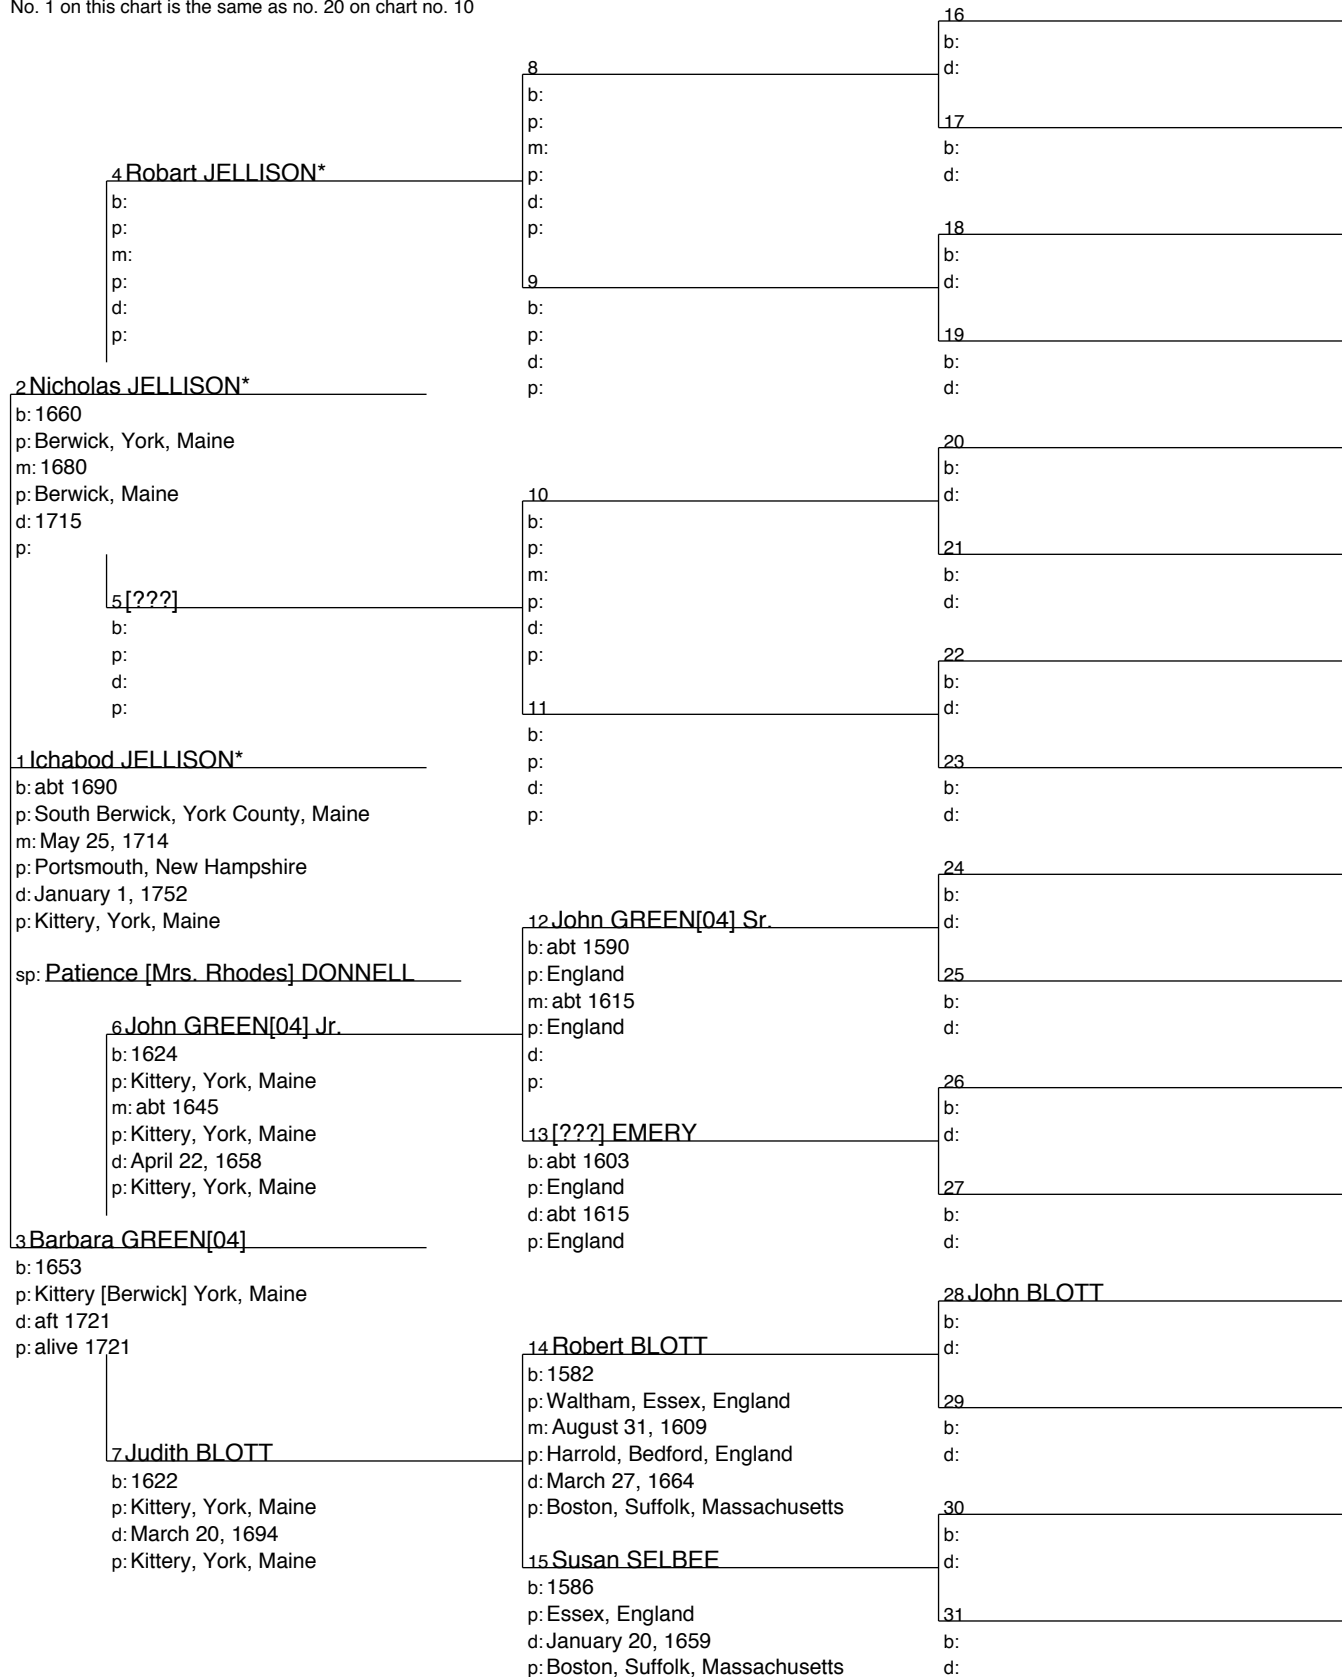 No. 1 on this chart is the same as no. 20 on chart no. 10
4 Robart JELLISON*
b:
p:
m:
p:
d:
p:
2 Nicholas JELLISON*
b: 1660
p: Berwick, York, Maine
m: 1680
p: Berwick, Maine
d: 1715
p:
5 [???]
b:
p:
d:
p:
1 Ichabod JELLISON*
b: abt 1690
p: South Berwick, York County, Maine
m: May 25, 1714
p: Portsmouth, New Hampshire
d: January 1, 1752
p: Kittery, York, Maine
sp: Patience [Mrs. Rhodes] DONNELL
6 John GREEN[04] Jr.
b: 1624
p: Kittery, York, Maine
m: abt 1645
p: Kittery, York, Maine
d: April 22, 1658
p: Kittery, York, Maine
3 Barbara GREEN[04]
b: 1653
p: Kittery [Berwick] York, Maine
d: aft 1721
p: alive 1721
7 Judith BLOTT
b: 1622
p: Kittery, York, Maine
d: March 20, 1694
p: Kittery, York, Maine
8
b:
p:
m:
p:
d:
p:
9
b:
p:
d:
p:
10
b:
p:
m:
p:
d:
p:
11
b:
p:
d:
p:
12 John GREEN[04] Sr.
b: abt 1590
p: England
m: abt 1615
p: England
d:
p:
13 [???] EMERY
b: abt 1603
p: England
d: abt 1615
p: England
14 Robert BLOTT
b: 1582
p: Waltham, Essex, England
m: August 31, 1609
p: Harrold, Bedford, England
d: March 27, 1664
p: Boston, Suffolk, Massachusetts
15 Susan SELBEE
b: 1586
p: Essex, England
d: January 20, 1659
p: Boston, Suffolk, Massachusetts
16
b:
d:
17
b:
d:
18
b:
d:
19
b:
d:
20
b:
d:
21
b:
d:
22
b:
d:
23
b:
d:
24
b:
d:
25
b:
d:
26
b:
d:
27
b:
d:
28 John BLOTT
b:
d:
29
b:
d:
30
b:
d:
31
b:
d: